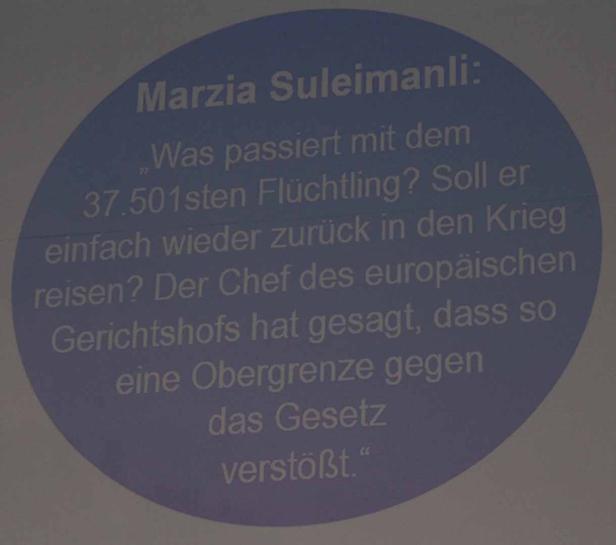 Marzia Suleimanli:
„Was passiert mit dem
37.501sten Flüchtling? Soll er
einfach wieder zurück in den Krieg
reisen? Der Chef des europäischen
Gerichtshofs hat gesagt, dass so
eine Obergrenze gegen
das Gesetz
verstößt.“